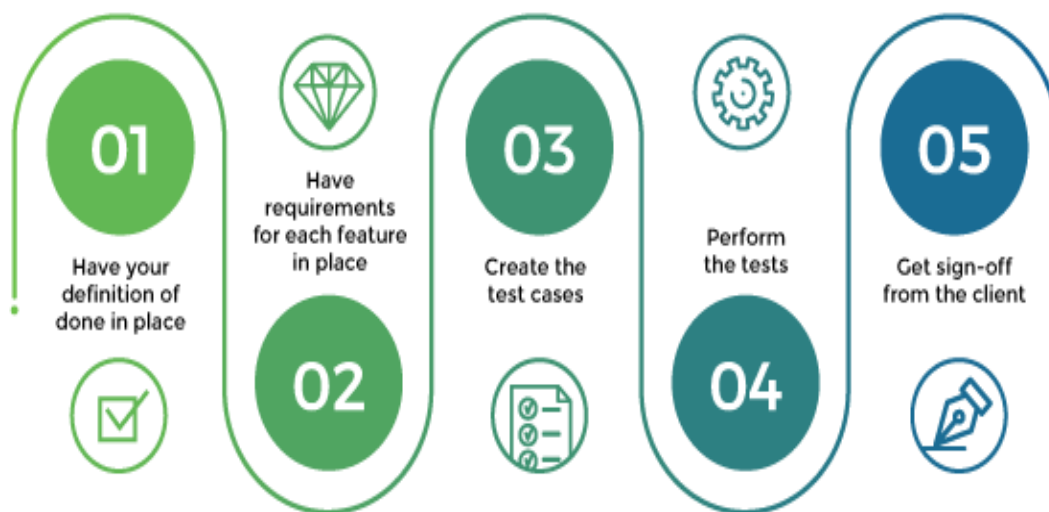 01
Have your
definition of
done in place
Have
requirements
for each feature
in place
02
03
Create the
test cases
Perform
the tests
04
05
Get sign-off
from the client